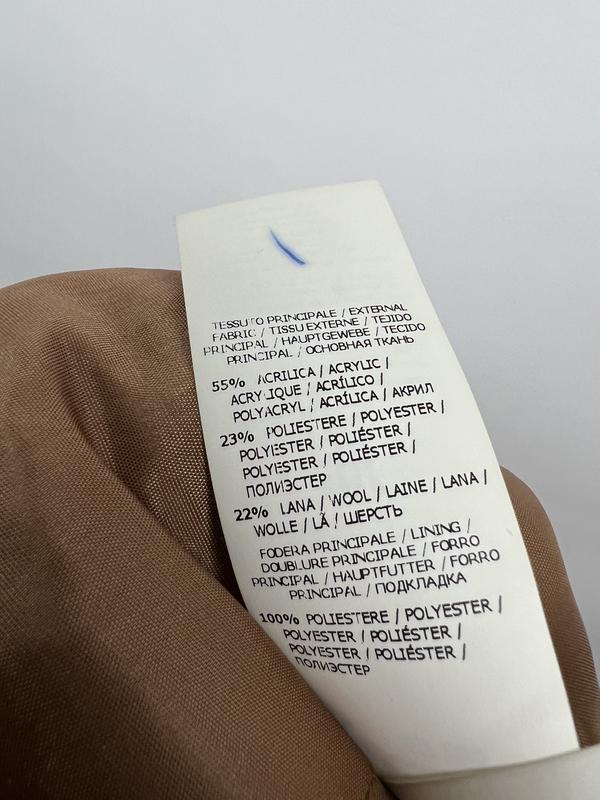 TESSUTO PRINCIPALE / EXTERNAL
FABRIC / TISSU EXTERNE / TEJIDO
PRINCIPAL / HAUPTGEWEBE / TECIDO
PRINCIPAL / ОСНОВНАЯ ТКАНЬ
55% ACRILICA / ACRYLIC /
ACRYLIQUE / ACRÍLICO /
POLYACRYL / ACRÍLICA / АКРИЛ
23% POLIESTERE / POLYESTER /
POLYESTER / POLIÉSTER /
POLYESTER / POLIÉSTER /
ПОЛИЭСТЕР
22% LANA / WOOL / LAINE / LANA /
WOLLE / LÃ / ШЕРСТЬ
FODERA PRINCIPALE / LINING /
DOUBLURE PRINCIPALE / FORRO
PRINCIPAL / HAUPTFUTTER / FORRO
PRINCIPAL / ПОДКЛАДКА
100% POLIESTERE / POLYESTER /
POLYESTER / POLIÉSTER /
POLYESTER / POLIÉSTER /
ПОЛИЭСТЕР